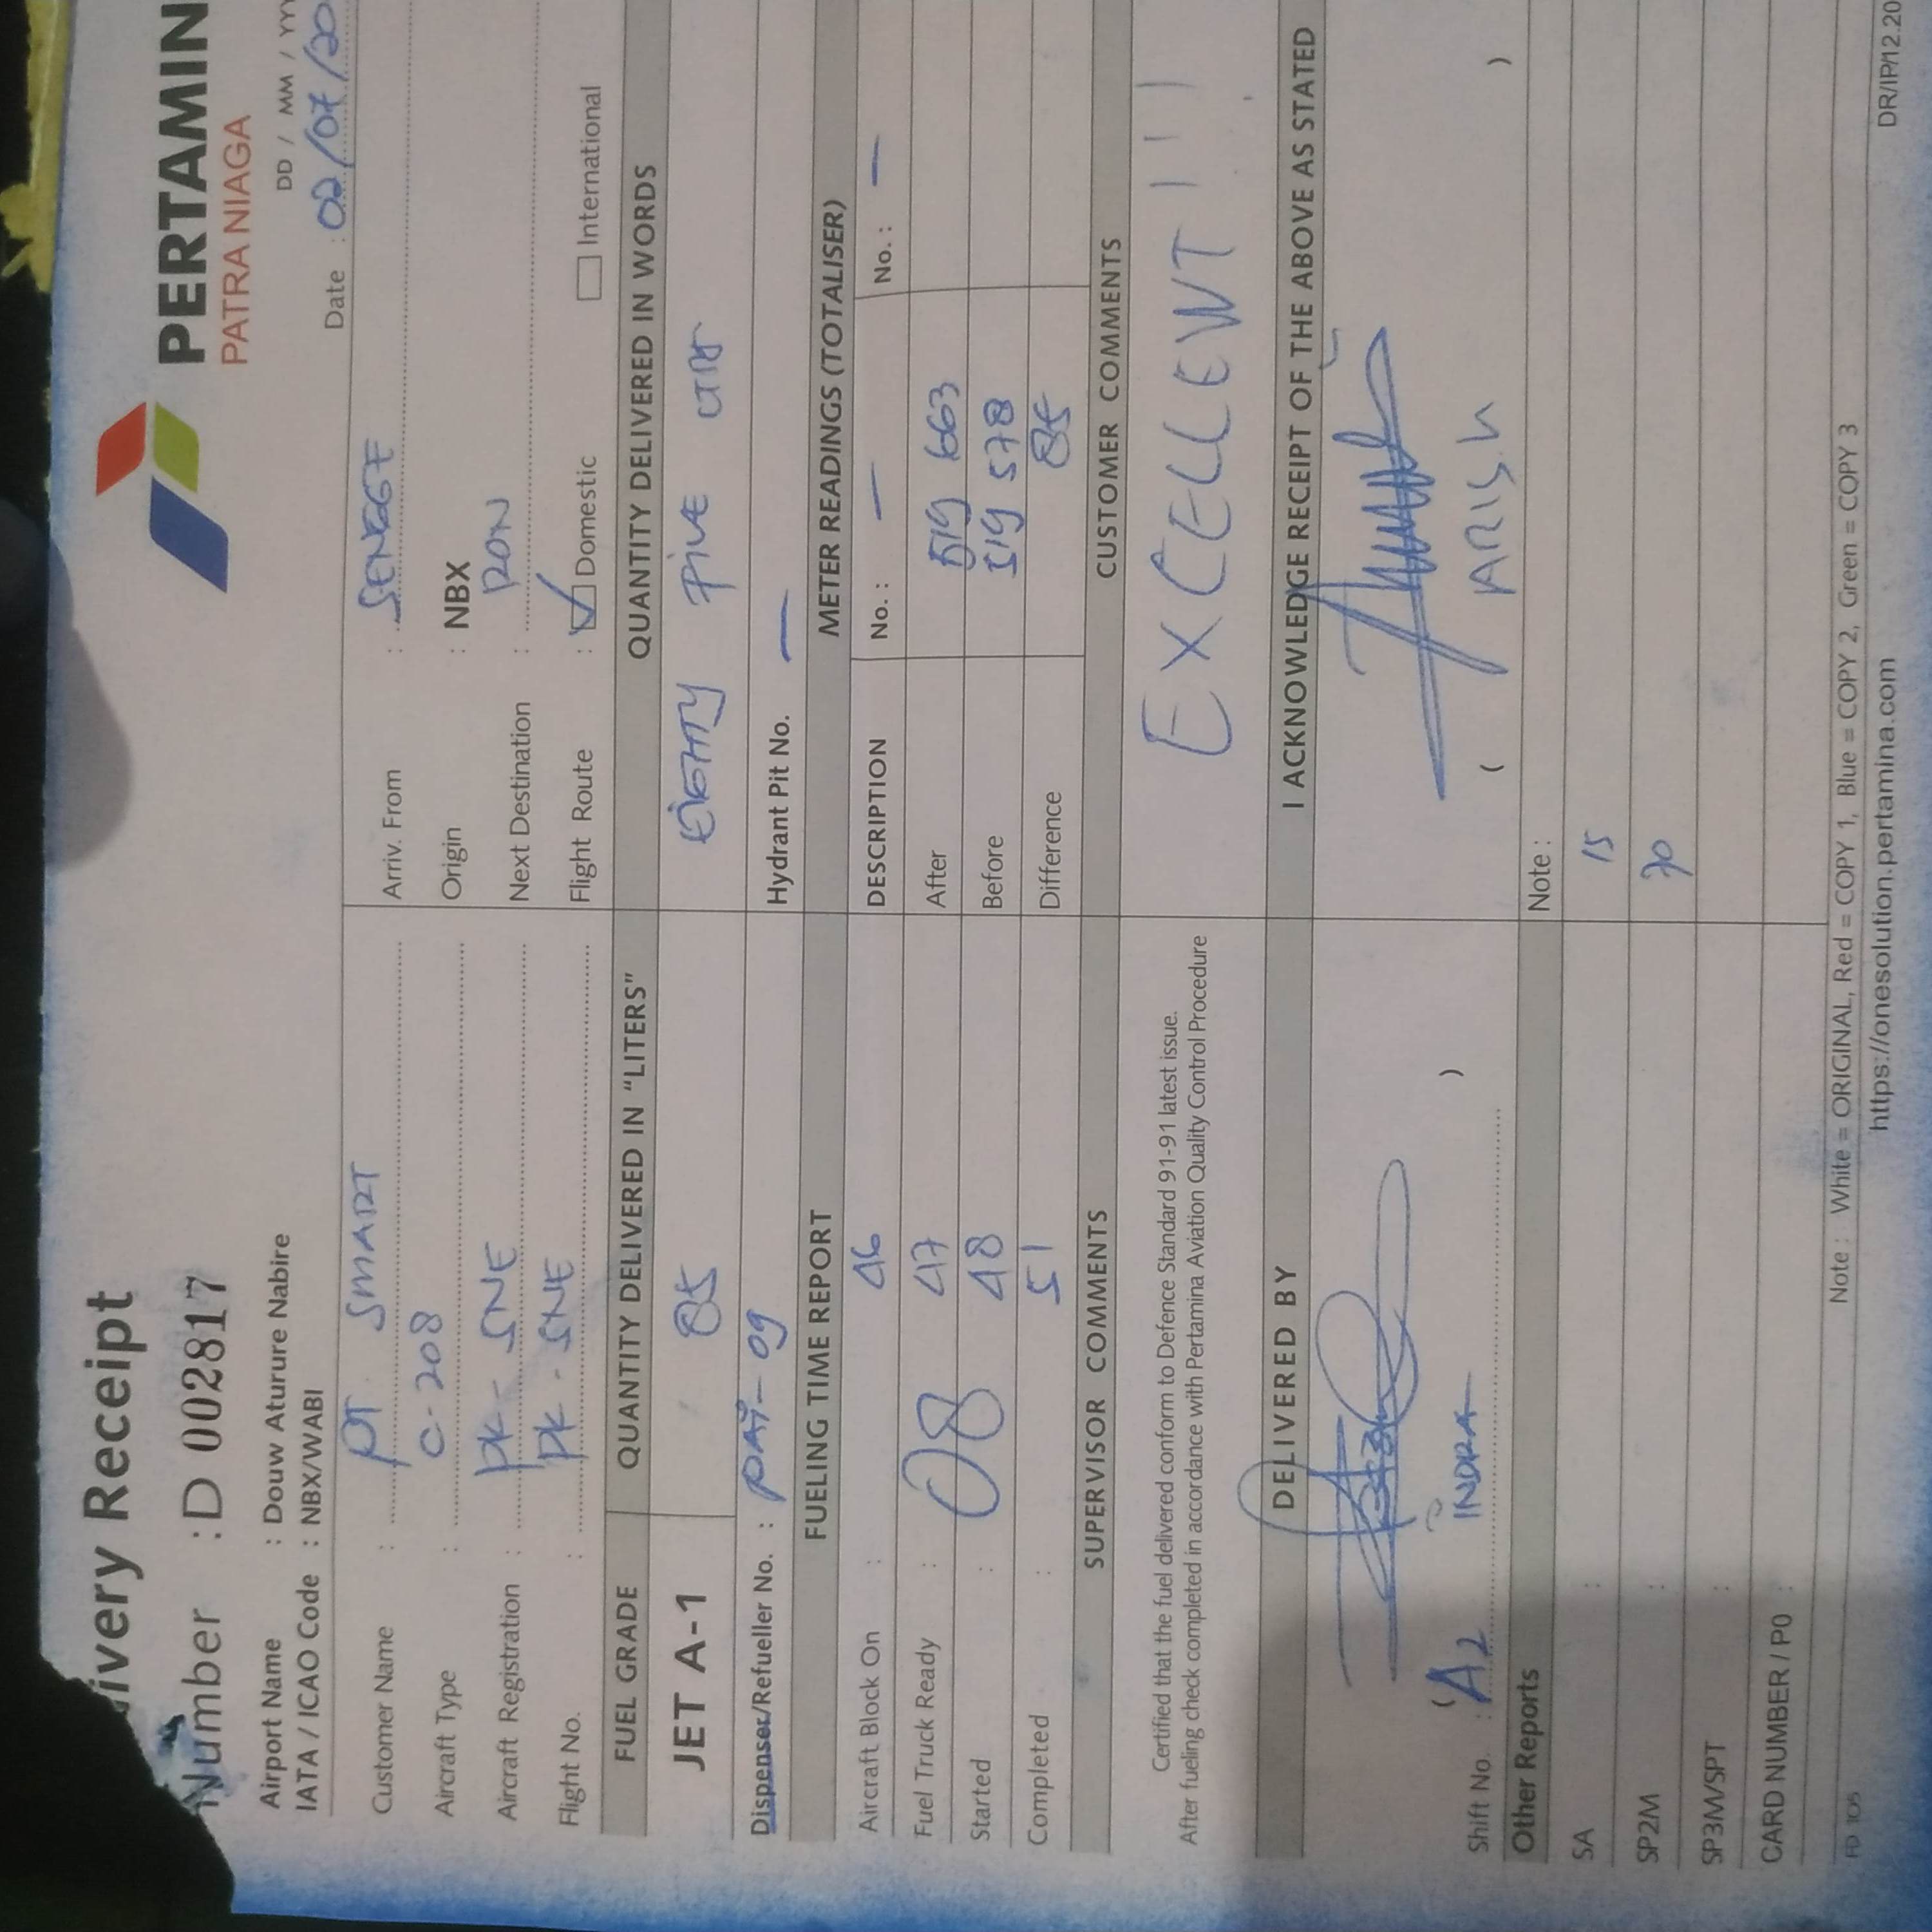 ivery Receipt
Number : D 002817
PERTAMIN
PATRA NIAGA
Airport Name : Douw Aturure Nabire
IATA / ICAO Code : NBX/WABI
DD / MM / YY
Date : 02/07/20
Customer Name : PT. SMART
Arriv. From : SENGGE
Aircraft Type : C-208
Origin : NBX
Aircraft Registration : PK - SNE
Next Destination : RON
Flight No. : PK - SNE
Flight Route : Domestic International
FUEL GRADE QUANTITY DELIVERED IN "LITERS" QUANTITY DELIVERED IN WORDS
JET A-1 85 EIGHTY FIVE LTR
Dispenser/Refueller No. : PAI - 09 Hydrant Pit No. —
FUELING TIME REPORT METER READINGS (TOTALISER)
Aircraft Block On : 46 DESCRIPTION No. : — No. : —
Fuel Truck Ready : 47 After 519 663
Started : 08 48 Before 519 578
Completed : 51 Difference 85
SUPERVISOR COMMENTS CUSTOMER COMMENTS
Certified that the fuel delivered conform to Defence Standard 91-91 latest issue.
After fueling check completed in accordance with Pertamina Aviation Quality Control Procedure
EXCELLENT !!!
DELIVERED BY I ACKNOWLEDGE RECEIPT OF THE ABOVE AS STATED
( INDRA )
( ARISH )
Shift No. : A2
Other Reports Note :
SA : 15
SP2M : 70
SP3M/SPT :
CARD NUMBER / P0 :
Note : White = ORIGINAL, Red = COPY 1, Blue = COPY 2, Green = COPY 3
FD 105 https://onesolution.pertamina.com DR/IP/12.20